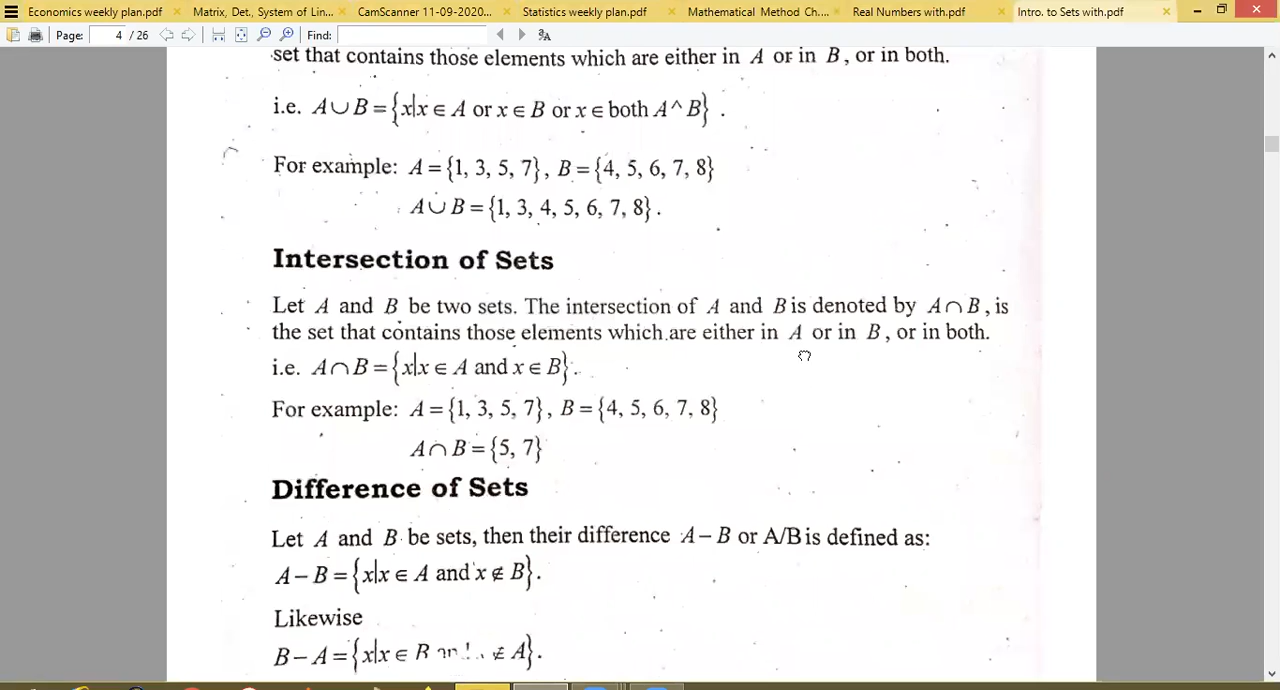 Economics weekly plan.pdf × Matrix, Det., System of Lin... × CamScanner 11-09-2020... × Statistics weekly plan.pdf × Mathematical Method Ch.... × Real Numbers with.pdf × Intro. to Sets with.pdf ×
Page: 4 / 26 Find:
set that contains those elements which are either in A or in B, or in both.
i.e. A∪B={x|x∈A or x∈B or x∈both A^B}.
For example: A={1, 3, 5, 7}, B={4, 5, 6, 7, 8}
A∪B={1, 3, 4, 5, 6, 7, 8}.
Intersection of Sets
Let A and B be two sets. The intersection of A and B is denoted by A∩B, is
the set that contains those elements which are either in A or in B, or in both.
i.e. A∩B={x|x∈A and x∈B}.
For example: A={1, 3, 5, 7}, B={4, 5, 6, 7, 8}
A∩B={5, 7}
Difference of Sets
Let A and B be sets, then their difference A−B or A/B is defined as:
A−B={x|x∈A and x∉B}.
Likewise
B−A={x|x∈B ∉A}.